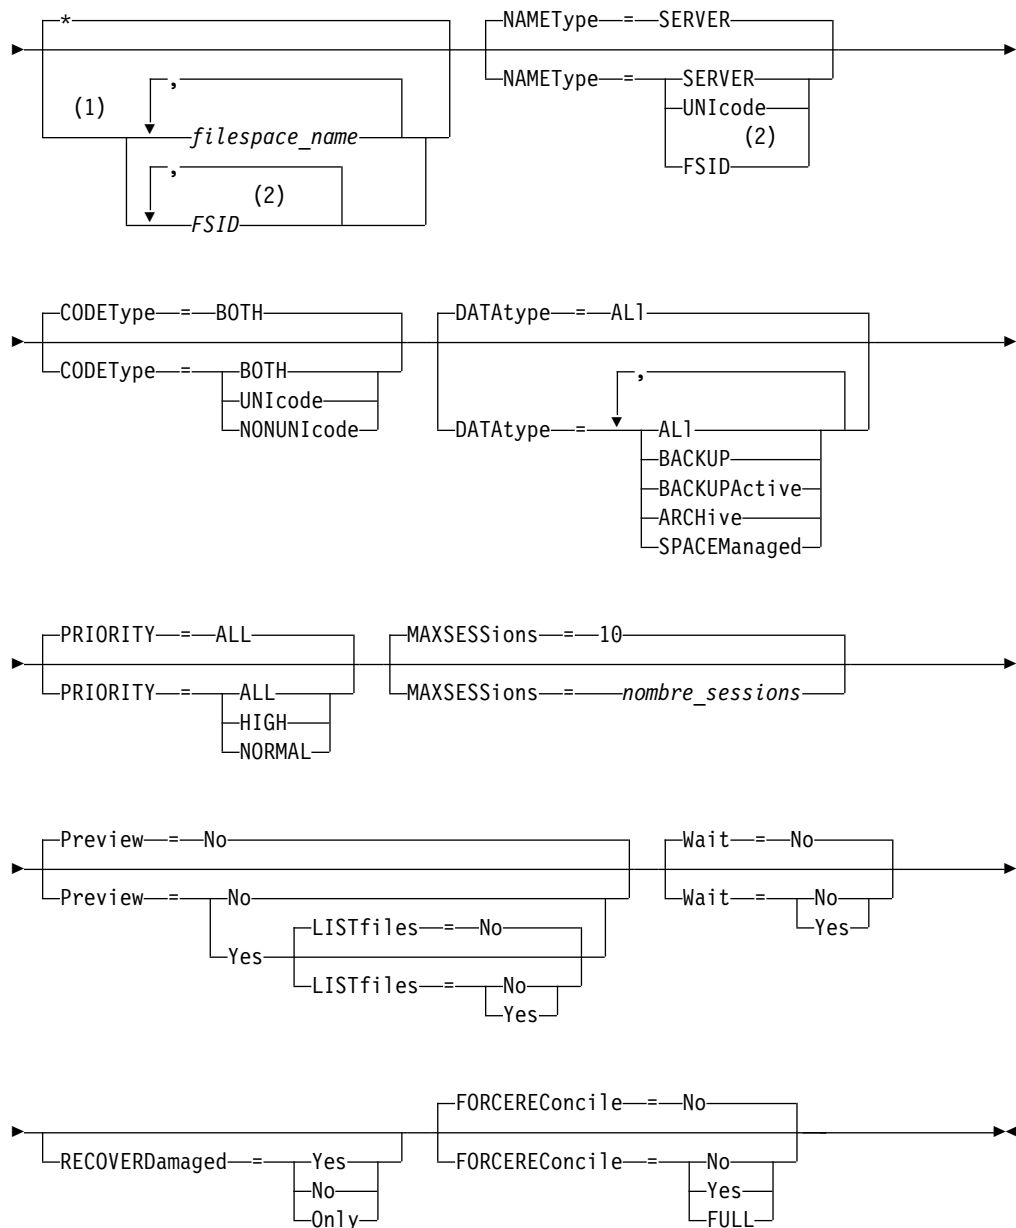 *
(1)
,
filespace_name
,
(2)
FSID
NAMEType = SERVER
NAMEType = SERVER
UNIcode
(2)
FSID
CODEType = BOTH
CODEType = BOTH
UNIcode
NONUNIcode
DATAtype = ALl
,
DATAtype = ALl
BACKUP
BACKUPActive
ARCHive
SPACEManaged
PRIORITY = ALL
PRIORITY = ALL
HIGH
NORMAL
MAXSESSions = 10
MAXSESSions = nombre_sessions
Preview = No
Preview = No
LISTfiles = No
Yes
LISTfiles = No
Yes
Wait = No
Wait = No
Yes
RECOVERDamaged = Yes
No
Only
FORCEREConcile = No
FORCEREConcile = No
Yes
FULL